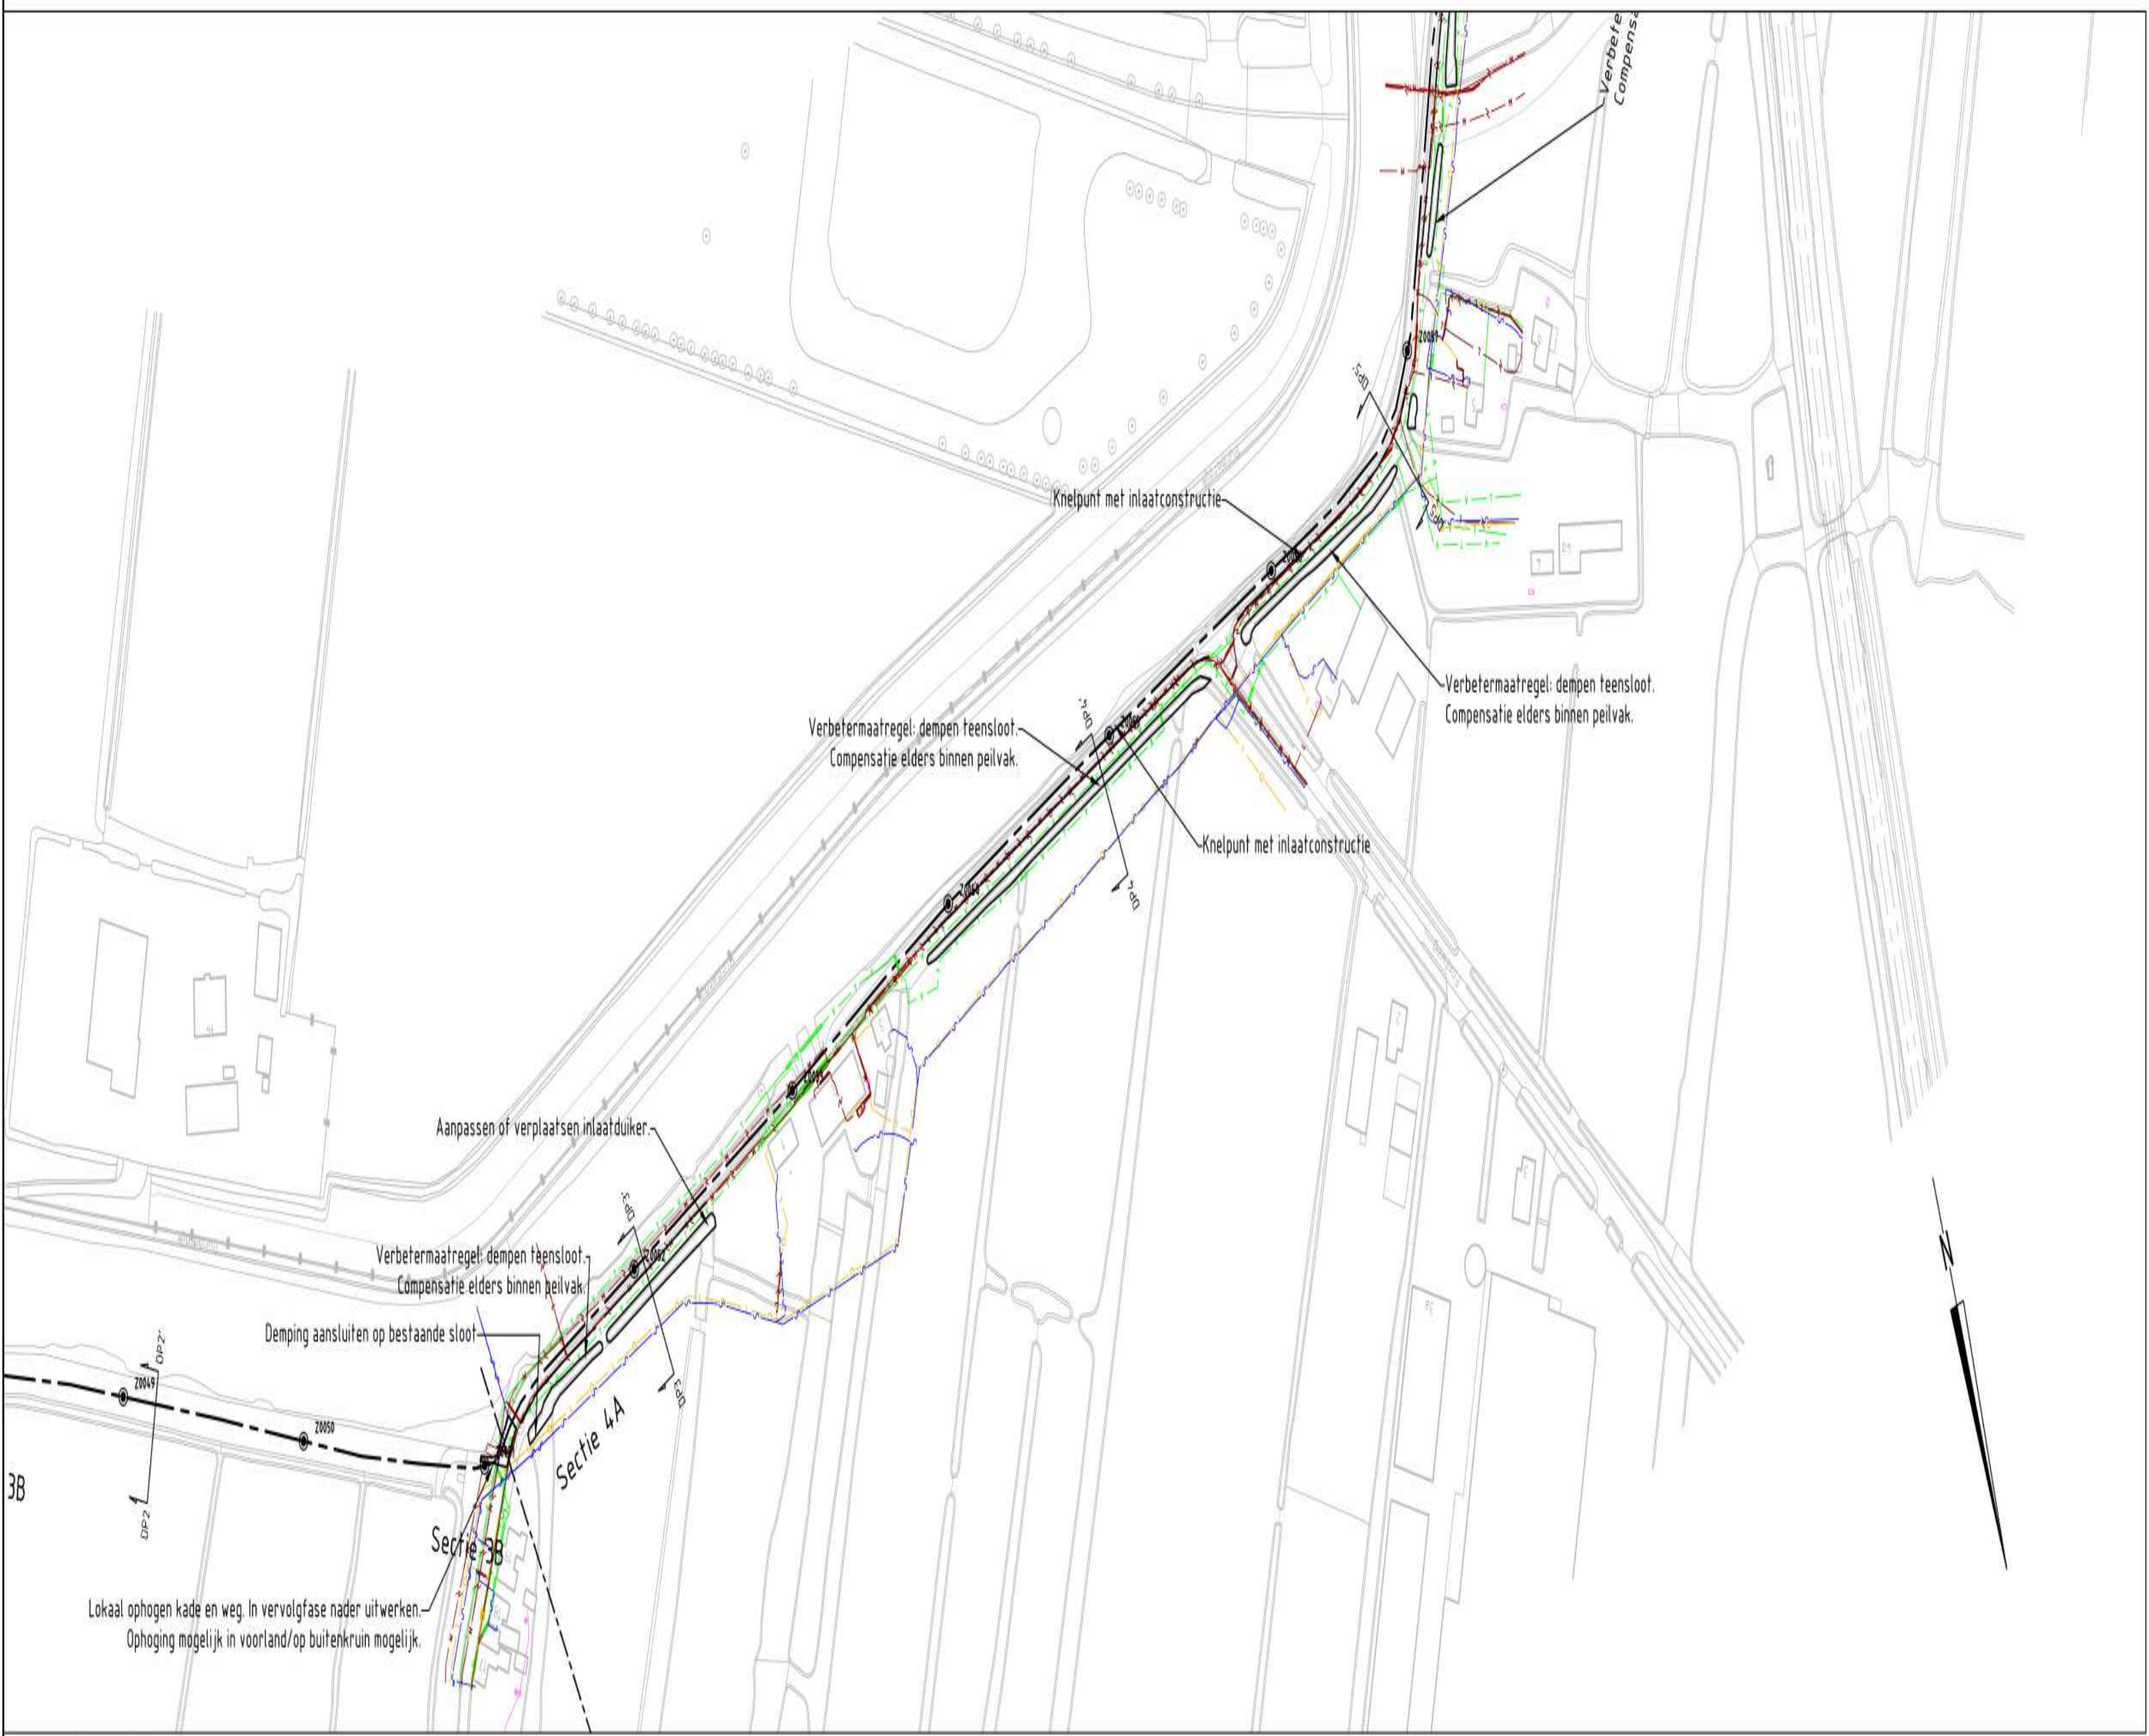 Verbete
Compensa
DP5'
DP5
Knelpunt met inlaatconstructie
Verbetermaatregel: dempen teensloot.
Compensatie elders binnen peilvak.
DP4'
Verbetermaatregel: dempen teensloot.
Compensatie elders binnen peilvak.
Knelpunt met inlaatconstructie
DP4
Aanpassen of verplaatsen inlaatduiker.
DP3'
Z0052
Verbetermaatregel: dempen teensloot.
Compensatie elders binnen peilvak.
Demping aansluiten op bestaande sloot
DP3
DP2'
Z0049
Z0050
Sectie 4A
3B
DP2
Sectie 3B
Lokaal ophogen kade en weg. In vervolgfase nader uitwerken.
Ophoging mogelijk in voorland/op buitenkruin mogelijk.
N